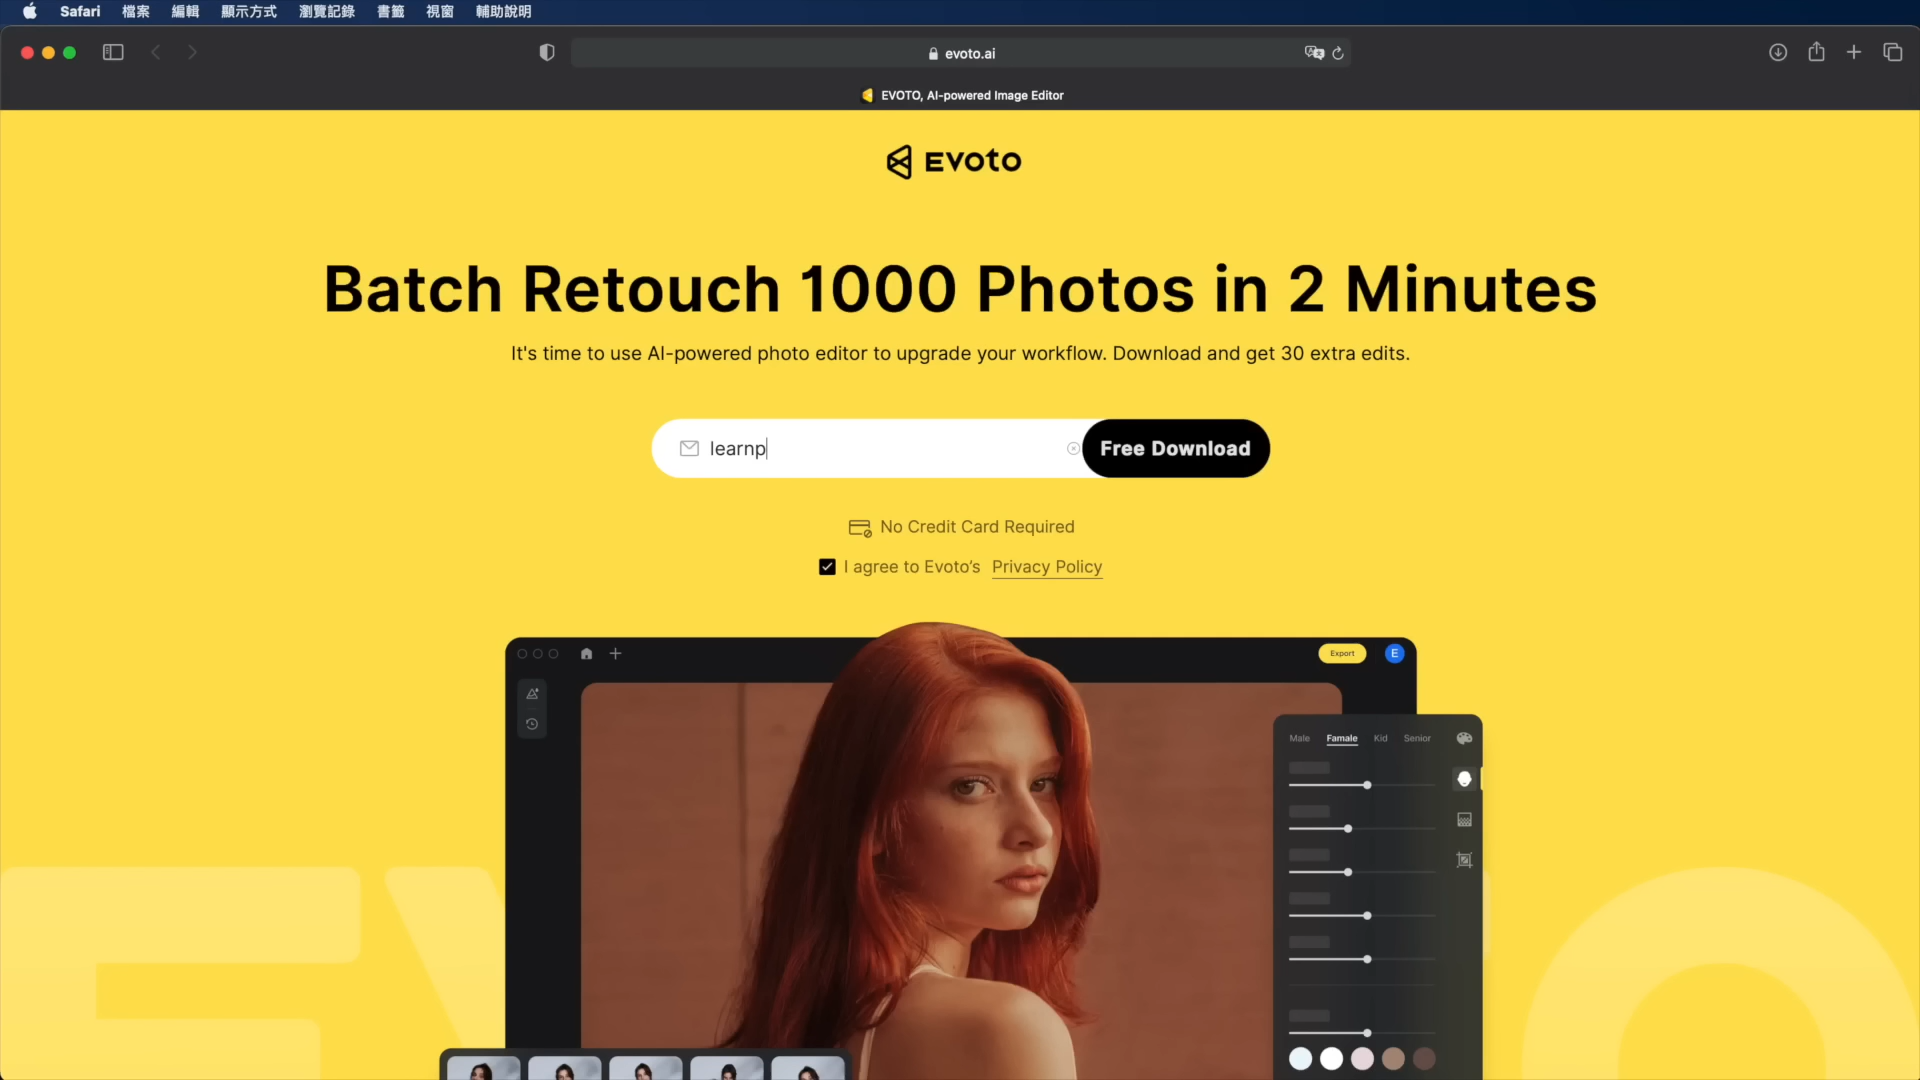 Safari 檔案 編輯 顯示方式 瀏覽記錄 書籤 視窗 輔助說明
evoto.ai
EVOTO, AI-powered Image Editor
EVOTO
Batch Retouch 1000 Photos in 2 Minutes
It's time to use AI-powered photo editor to upgrade your workflow. Download and get 30 extra edits.
learnp
Free Download
No Credit Card Required
I agree to Evoto’s Privacy Policy
Export E
Male Famale Kid Senior